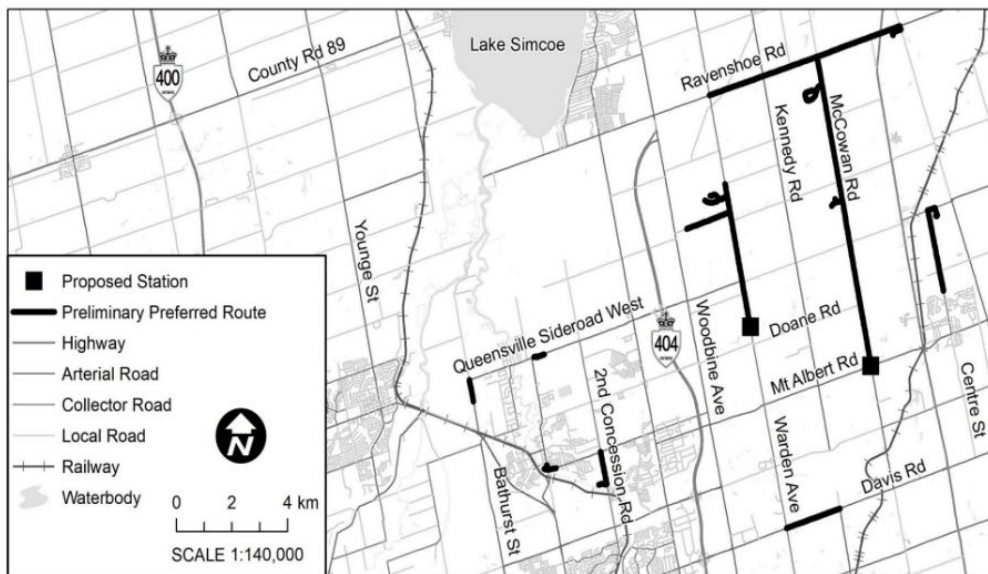 Lake Simcoe
400
County Rd 89
Ravenshoe Rd
Kennedy Rd
McCowan Rd
Younge St
Queensville Sideroad West
404
Woodbine Ave
Doane Rd
Mt Albert Rd
2nd Concession Rd
Bathurst St
Warden Ave
Davis Rd
Centre St
Proposed Station
Preliminary Preferred Route
Highway
Arterial Road
Collector Road
Local Road
Railway
Waterbody
N
0 2 4 km
SCALE 1:140,000